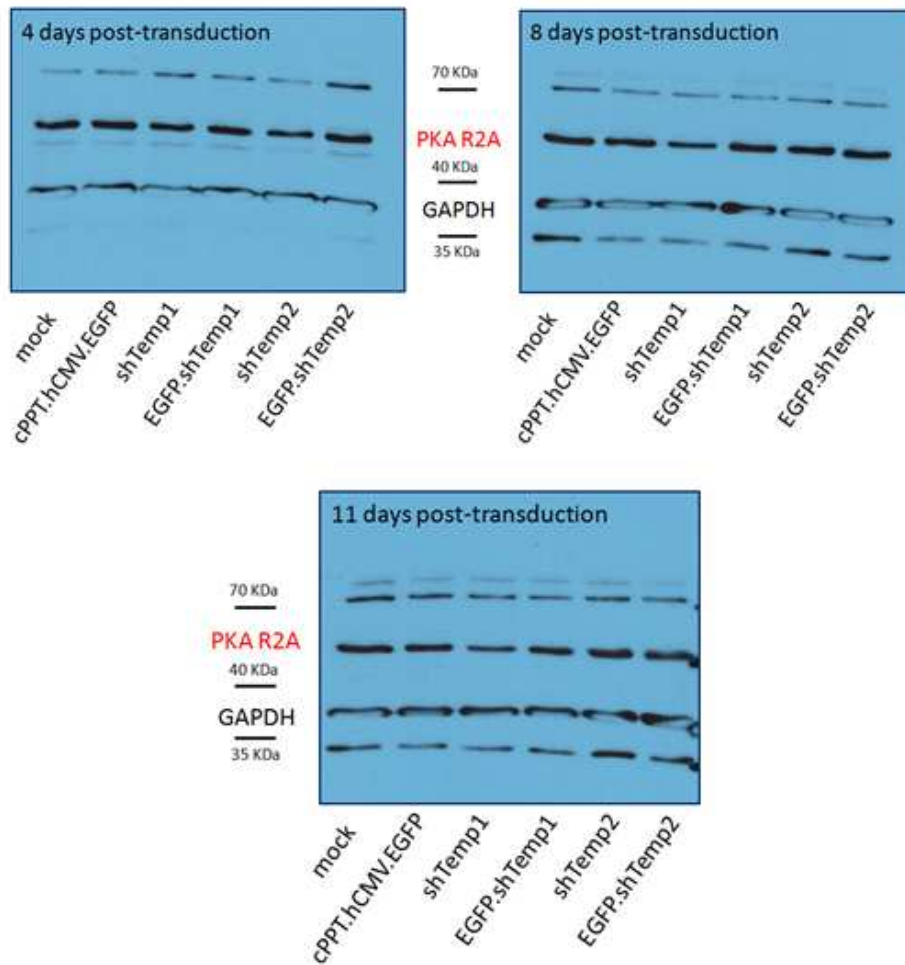 4 days post-transduction
8 days post-transduction
70 KDa
PKA R2A
40 KDa
GAPDH
35 KDa
mock
cPPT.hCMV.EGFP
shTemp1
EGFP.shTemp1
shTemp2
EGFP.shTemp2
mock
cPPT.hCMV.EGFP
shTemp1
EGFP.shTemp1
shTemp2
EGFP.shTemp2
11 days post-transduction
70 KDa
PKA R2A
40 KDa
GAPDH
35 KDa
mock
cPPT.hCMV.EGFP
shTemp1
EGFP.shTemp1
shTemp2
EGFP.shTemp2